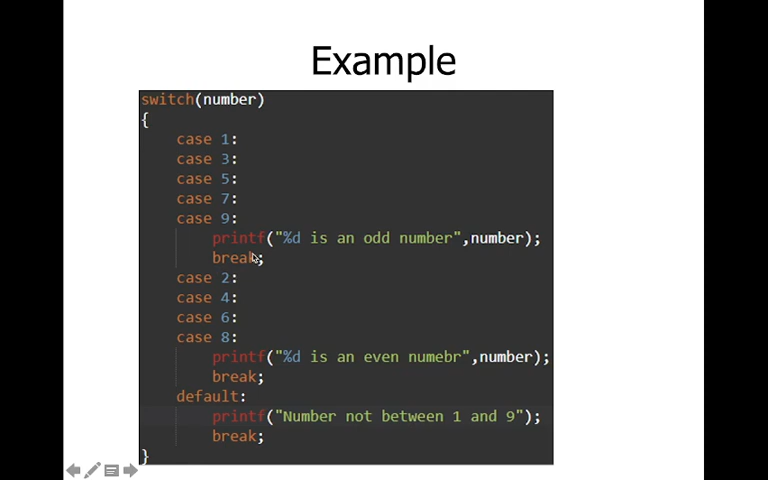 Example
switch(number)
{
case 1:
case 3:
case 5:
case 7:
case 9:
printf("%d is an odd number",number);
break;
case 2:
case 4:
case 6:
case 8:
printf("%d is an even numebr",number);
break;
default:
printf("Number not between 1 and 9");
break;
}